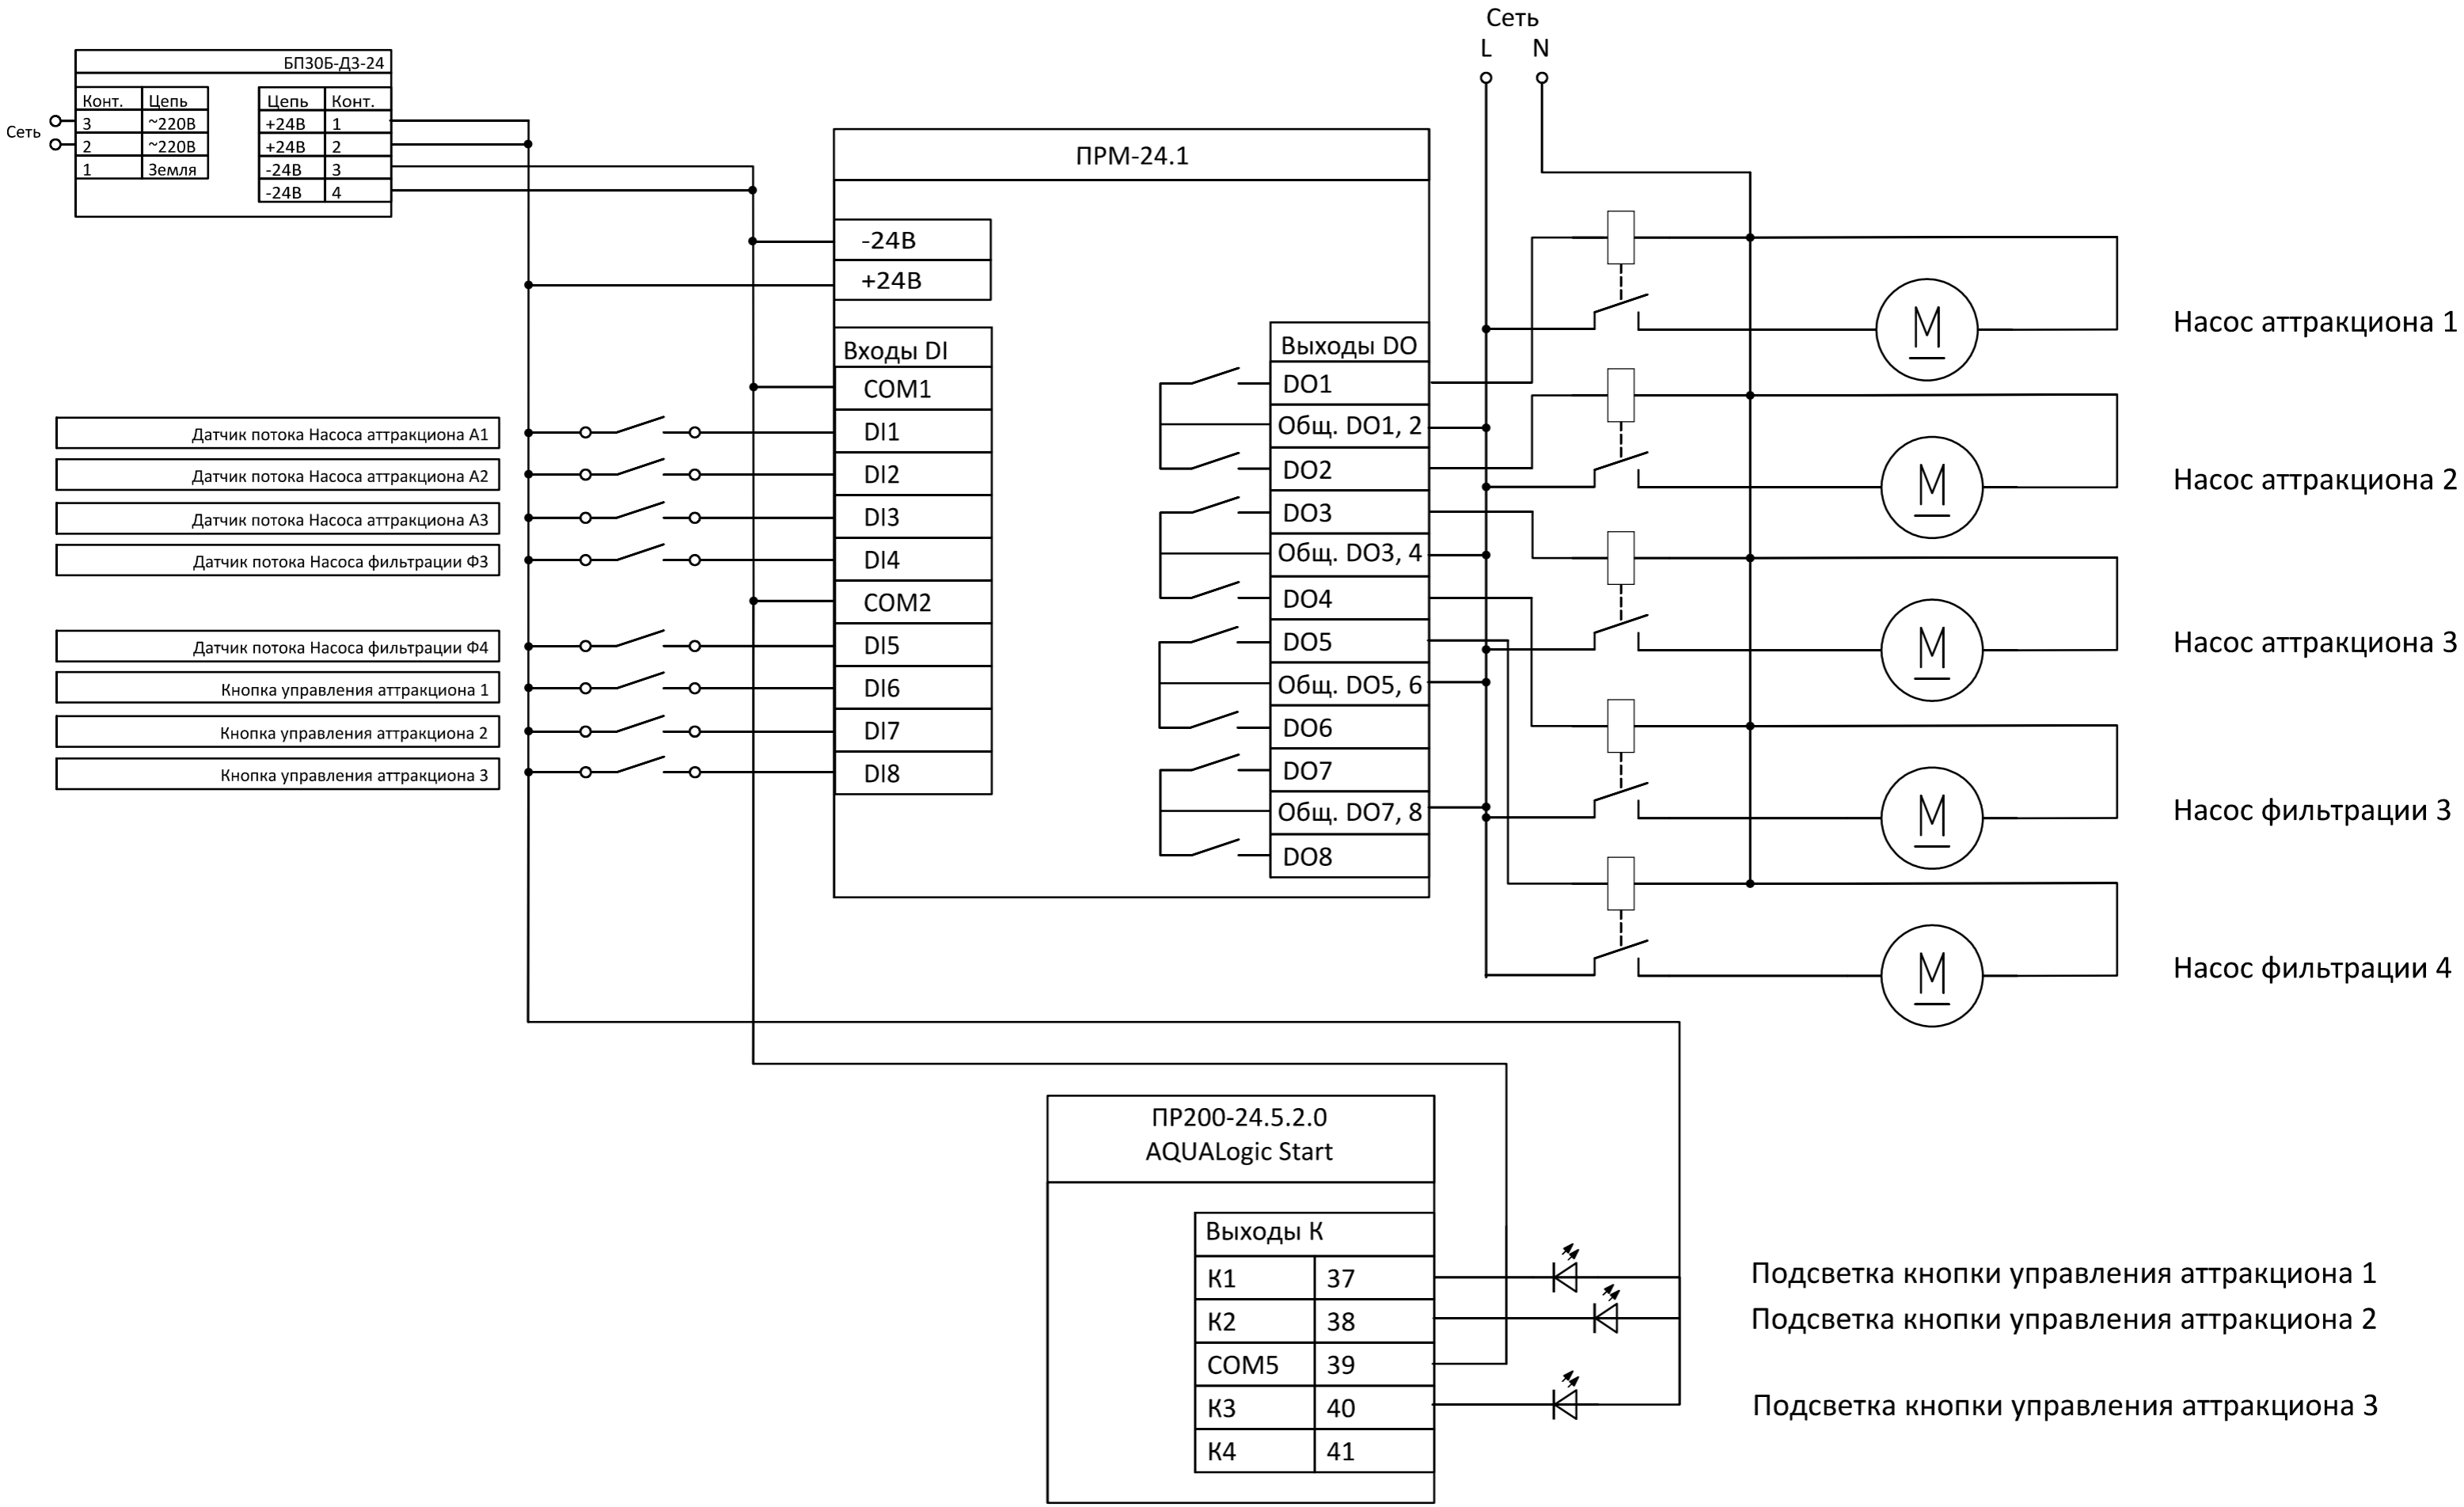 Сеть
L N
БП30Б-Д3-24
Конт. Цепь
3 ~220В
2 ~220В
1 Земля
Сеть
Цепь Конт.
+24В 1
+24В 2
-24В 3
-24В 4
ПРМ-24.1
-24В
+24В
Входы DI
COM1
DI1
DI2
DI3
DI4
COM2
DI5
DI6
DI7
DI8
Датчик потока Насоса аттракциона А1
Датчик потока Насоса аттракциона А2
Датчик потока Насоса аттракциона А3
Датчик потока Насоса фильтрации Ф3
Датчик потока Насоса фильтрации Ф4
Кнопка управления аттракциона 1
Кнопка управления аттракциона 2
Кнопка управления аттракциона 3
Выходы DO
DO1
Общ. DO1, 2
DO2
DO3
Общ. DO3, 4
DO4
DO5
Общ. DO5, 6
DO6
DO7
Общ. DO7, 8
DO8
M
Насос аттракциона 1
M
Насос аттракциона 2
M
Насос аттракциона 3
M
Насос фильтрации 3
M
Насос фильтрации 4
ПР200-24.5.2.0
AQUALogic Start
Выходы К
К1 37
К2 38
COM5 39
К3 40
К4 41
Подсветка кнопки управления аттракциона 1
Подсветка кнопки управления аттракциона 2
Подсветка кнопки управления аттракциона 3